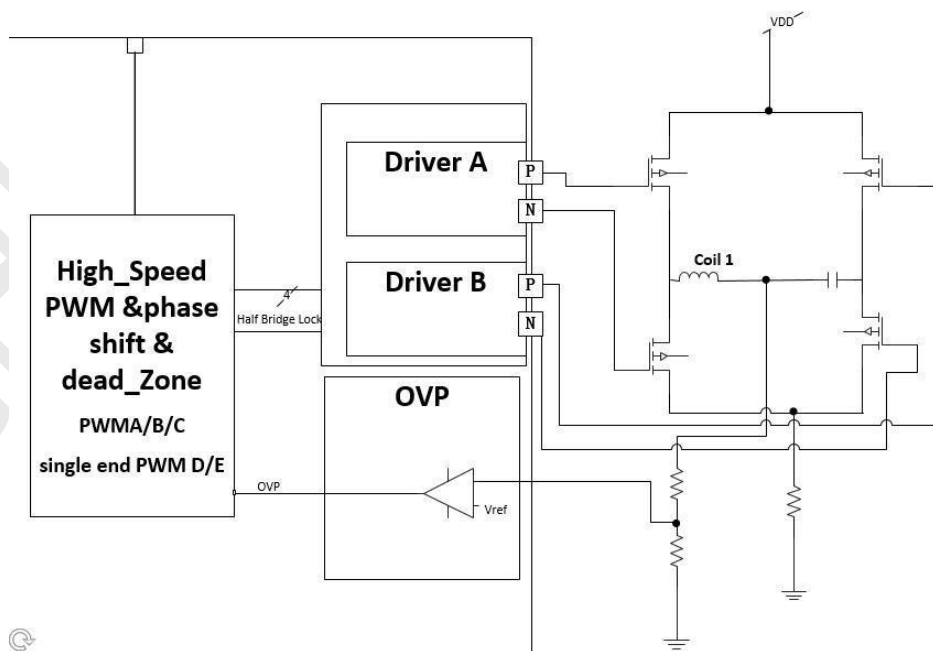 VDD
Driver A
P
N
High_Speed
PWM &phase
shift &
dead_Zone
PWMA/B/C
single end PWM D/E
4
Half Bridge Lock
Driver B
P
N
Coil 1
OVP
OVP
Vref